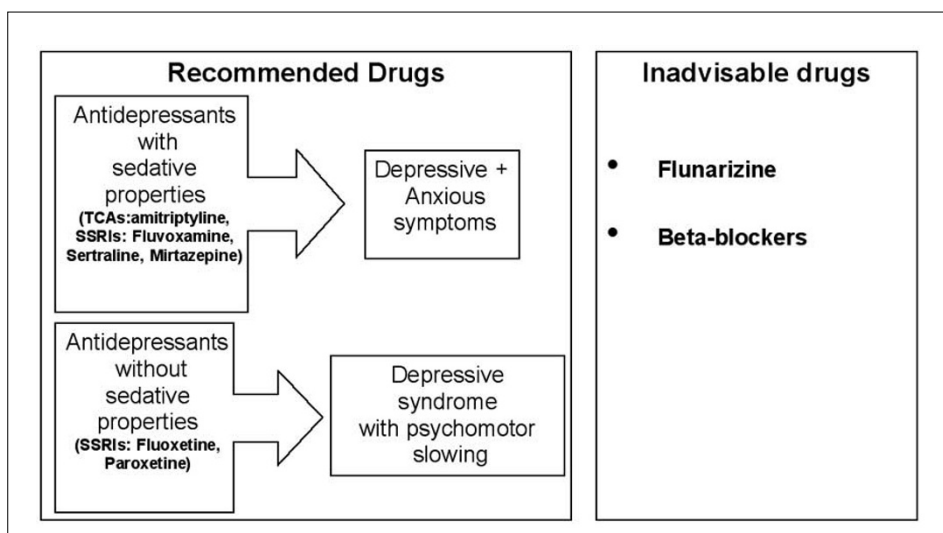 Recommended Drugs
Antidepressants
with
sedative
properties
(TCAs:amitriptyline,
SSRIs: Fluvoxamine,
Sertraline, Mirtazepine)
Depressive +
Anxious
symptoms
Antidepressants
without
sedative
properties
(SSRIs: Fluoxetine,
Paroxetine)
Depressive
syndrome
with psychomotor
slowing
Inadvisable drugs
• Flunarizine
• Beta-blockers